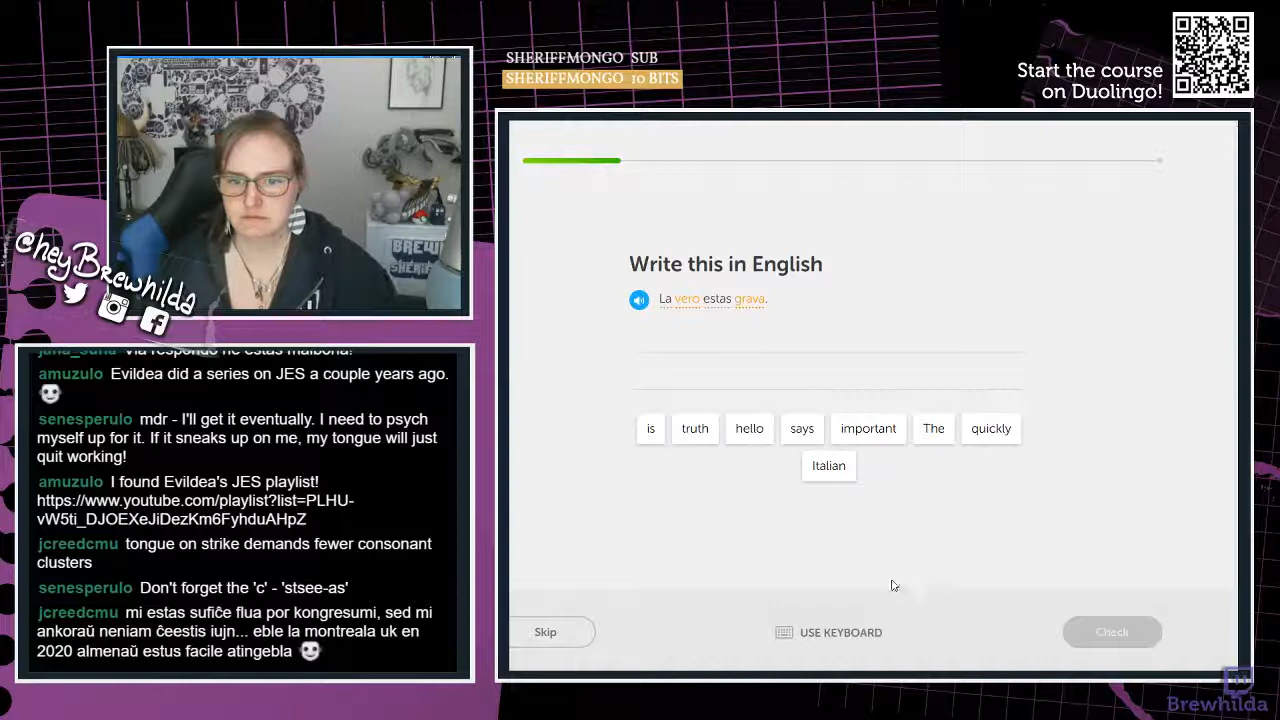 SHERIFFMONGO SUB
SHERIFFMONGO 10 BITS
Start the course
on Duolingo!
@heyBrewhilda
BREW
SHERIF
Write this in English
La vero estas grava.
is truth hello says important The quickly
Italian
Skip
USE KEYBOARD
Check
amuzulo Evildea did a series on JES a couple years ago.
senesperulo mdr - I'll get it eventually. I need to psych
myself up for it. If it sneaks up on me, my tongue will just
quit working!
amuzulo I found Evildea's JES playlist!
https://www.youtube.com/playlist?list=PLHU-
vW5ti_DJOEXeJiDezKm6FyhduAHpZ
jcreedcmu tongue on strike demands fewer consonant
clusters
senesperulo Don't forget the 'c' - 'stsee-as'
jcreedcmu mi estas sufiĉe flua por kongresumi, sed mi
ankoraŭ neniam ĉeestis iujn... eble la montreala uk en
2020 almenaŭ estus facile atingebla
Brewhilda